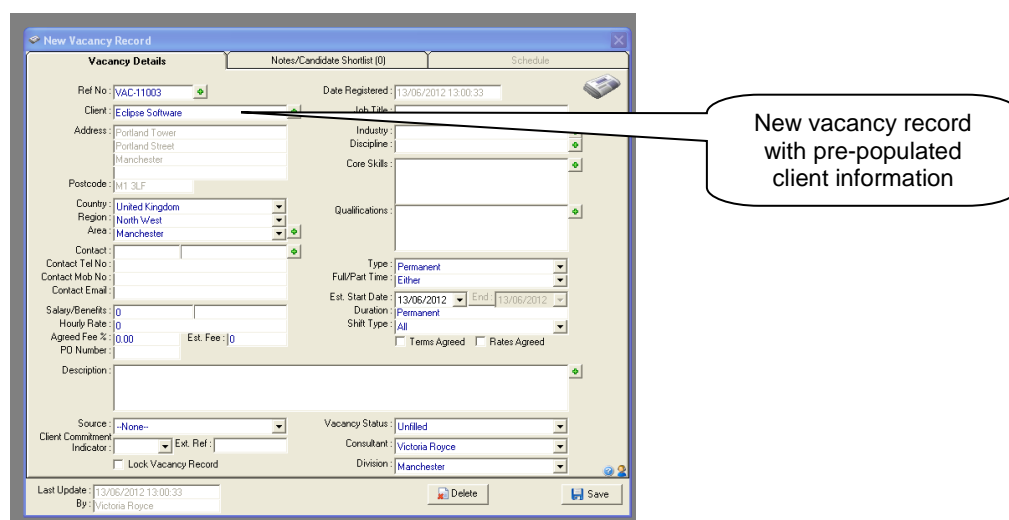 New Vacancy Record
Vacancy Details Notes/Candidate Shortlist (0) Schedule
Ref No : VAC-11003 Date Registered : 13/06/2012 13:00:33
Client : Eclipse Software Job Title :
Address : Portland Tower Industry :
Portland Street Discipline :
Manchester Core Skills :
Postcode : M1 3LF
Country : United Kingdom Qualifications :
Region : North West
Area : Manchester
Contact :
Contact Tel No : Type : Permanent
Contact Mob No : Full/Part Time : Either
Contact Email :
Est. Start Date : 13/06/2012 End : 13/06/2012
Salary/Benefits : 0 Duration : Permanent
Hourly Rate : 0 Shift Type : All
Agreed Fee % : 0.00 Est. Fee : 0 Terms Agreed Rates Agreed
PO Number :
Description :
Source : --None-- Vacancy Status : Unfilled
Client Commitment
Indicator : Ext. Ref : Consultant : Victoria Royce
Lock Vacancy Record Division : Manchester
Last Update : 13/06/2012 13:00:33 Delete Save
By : Victoria Royce
New vacancy record
with pre-populated
client information